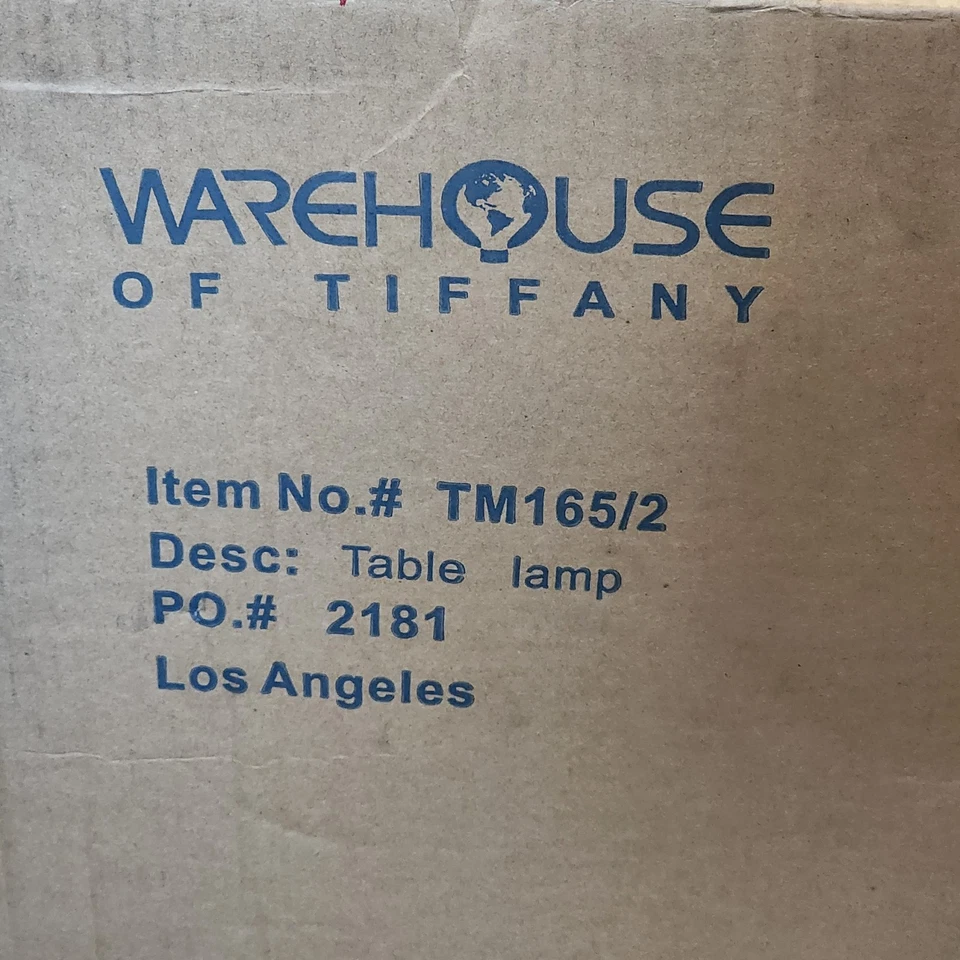 WAREHOUSE
OF TIFFANY
Item No.# TM165/2
Desc: Table lamp
PO.# 2181
Los Angeles